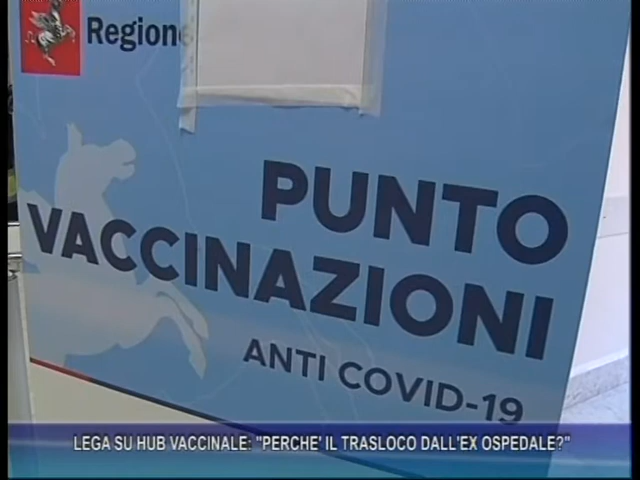 Regione
PUNTO
VACCINAZIONI
ANTI COVID-19
LEGA SU HUB VACCINALE: "PERCHE' IL TRASLOCO DALL'EX OSPEDALE?"